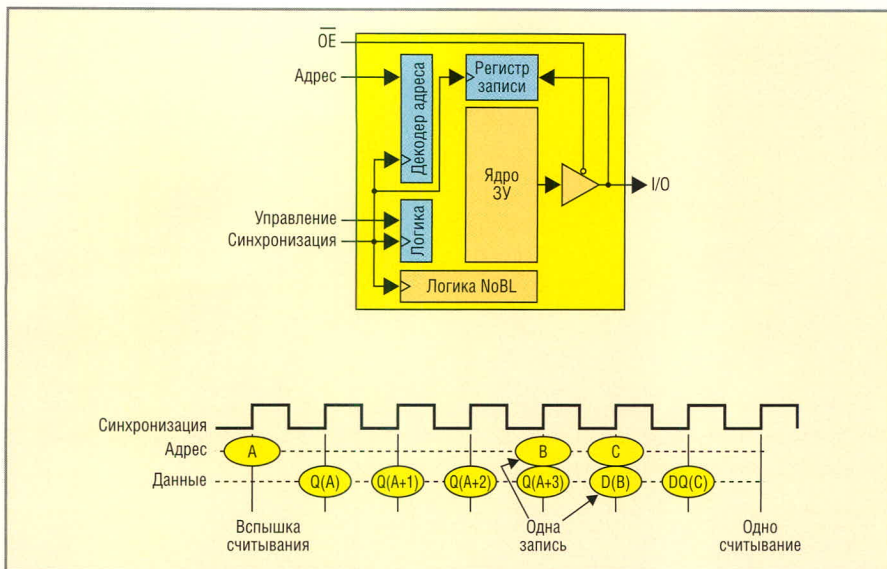 OE
Адрес
Декодер адреса
Регистр
записи
Ядро
ЗУ
I/O
Управление
Синхронизация
Логика
Логика NoBL
Синхронизация
Адрес
A
B
C
Данные
Q(A)
Q(A+1)
Q(A+2)
Q(A+3)
D(B)
DQ(C)
Вспышка
считывания
Одна
запись
Одно
считывание